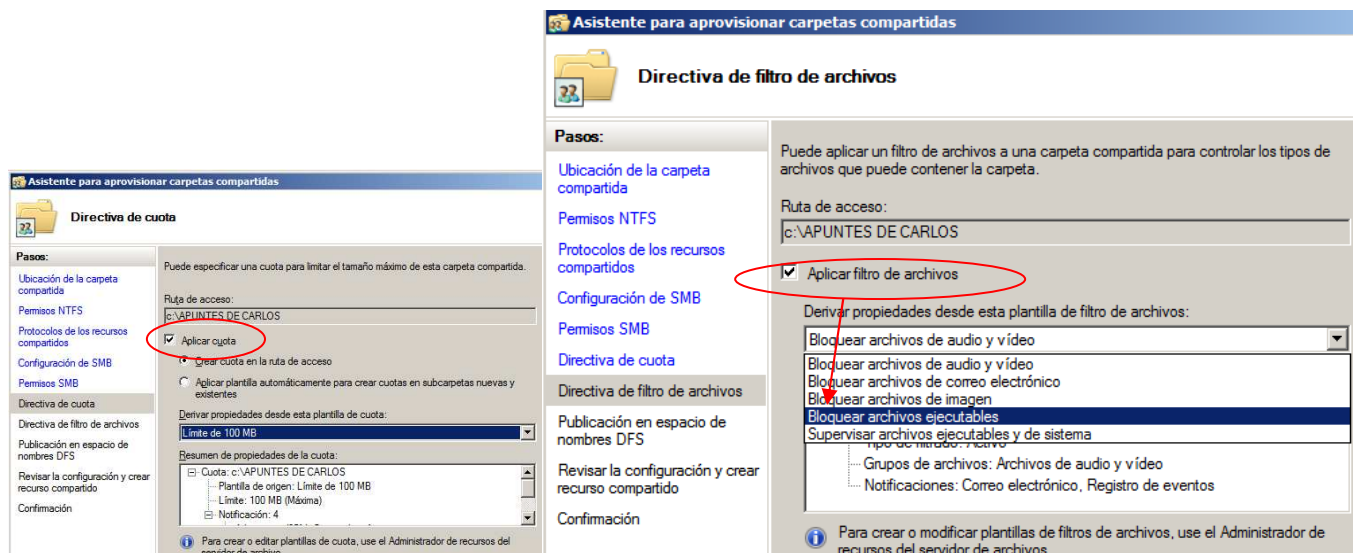 Asistente para aprovisionar carpetas compartidas
Directiva de cuota
Pasos:
Ubicación de la carpeta
compartida
Permisos NTFS
Protocolos de los recursos
compartidos
Configuración de SMB
Permisos SMB
Directiva de cuota
Directiva de filtro de archivos
Publicación en espacio de
nombres DFS
Revisar la configuración y crear
recurso compartido
Confirmación
Puede especificar una cuota para limitar el tamaño máximo de esta carpeta compartida.
Ruta de acceso:
c:\APUNTES DE CARLOS
Aplicar cuota
Crear cuota en la ruta de acceso
Aplicar plantilla automáticamente para crear cuotas en subcarpetas nuevas y
existentes
Derivar propiedades desde esta plantilla de cuota:
Límite de 100 MB
Resumen de propiedades de la cuota:
Cuota: c:\APUNTES DE CARLOS
Plantilla de origen: Límite de 100 MB
Límite: 100 MB (Máxima)
Notificación: 4
Para crear o editar plantillas de cuota, use el Administrador de recursos del
servidor de archivo
Asistente para aprovisionar carpetas compartidas
Directiva de filtro de archivos
Pasos:
Ubicación de la carpeta
compartida
Permisos NTFS
Protocolos de los recursos
compartidos
Configuración de SMB
Permisos SMB
Directiva de cuota
Directiva de filtro de archivos
Publicación en espacio de
nombres DFS
Revisar la configuración y crear
recurso compartido
Confirmación
Puede aplicar un filtro de archivos a una carpeta compartida para controlar los tipos de
archivos que puede contener la carpeta.
Ruta de acceso:
c:\APUNTES DE CARLOS
Aplicar filtro de archivos
Derivar propiedades desde esta plantilla de filtro de archivos:
Bloquear archivos de audio y vídeo
Bloquear archivos de audio y vídeo
Bloquear archivos de correo electrónico
Bloquear archivos de imagen
Bloquear archivos ejecutables
Supervisar archivos ejecutables y de sistema
Tipo de filtrado: Activo
Grupos de archivos: Archivos de audio y vídeo
Notificaciones: Correo electrónico, Registro de eventos
Para crear o modificar plantillas de filtros de archivos, use el Administrador de
recursos del servidor de archivos